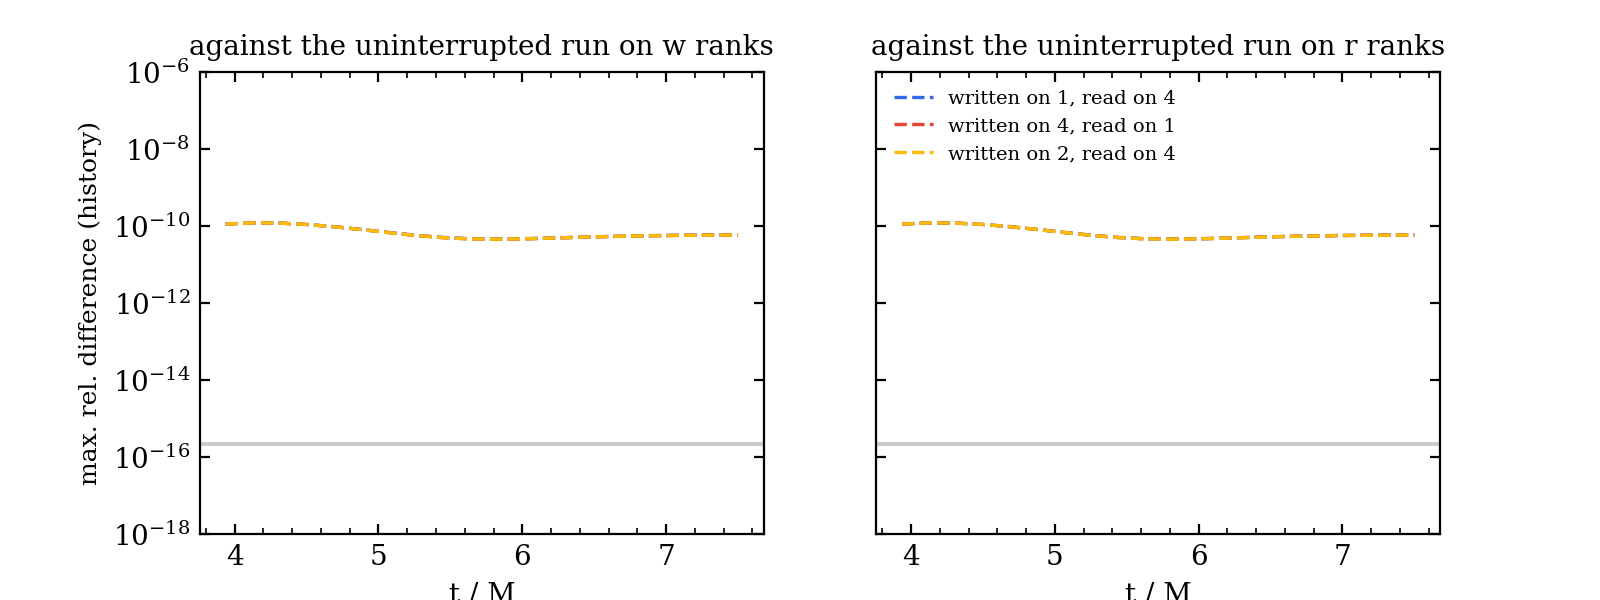 against the uninterrupted run on w ranks
max. rel. difference (history)
10⁻⁶
10⁻⁸
10⁻¹⁰
10⁻¹²
10⁻¹⁴
10⁻¹⁶
10⁻¹⁸
4 5 6 7
t / M
against the uninterrupted run on r ranks
written on 1, read on 4
written on 4, read on 1
written on 2, read on 4
4 5 6 7
t / M